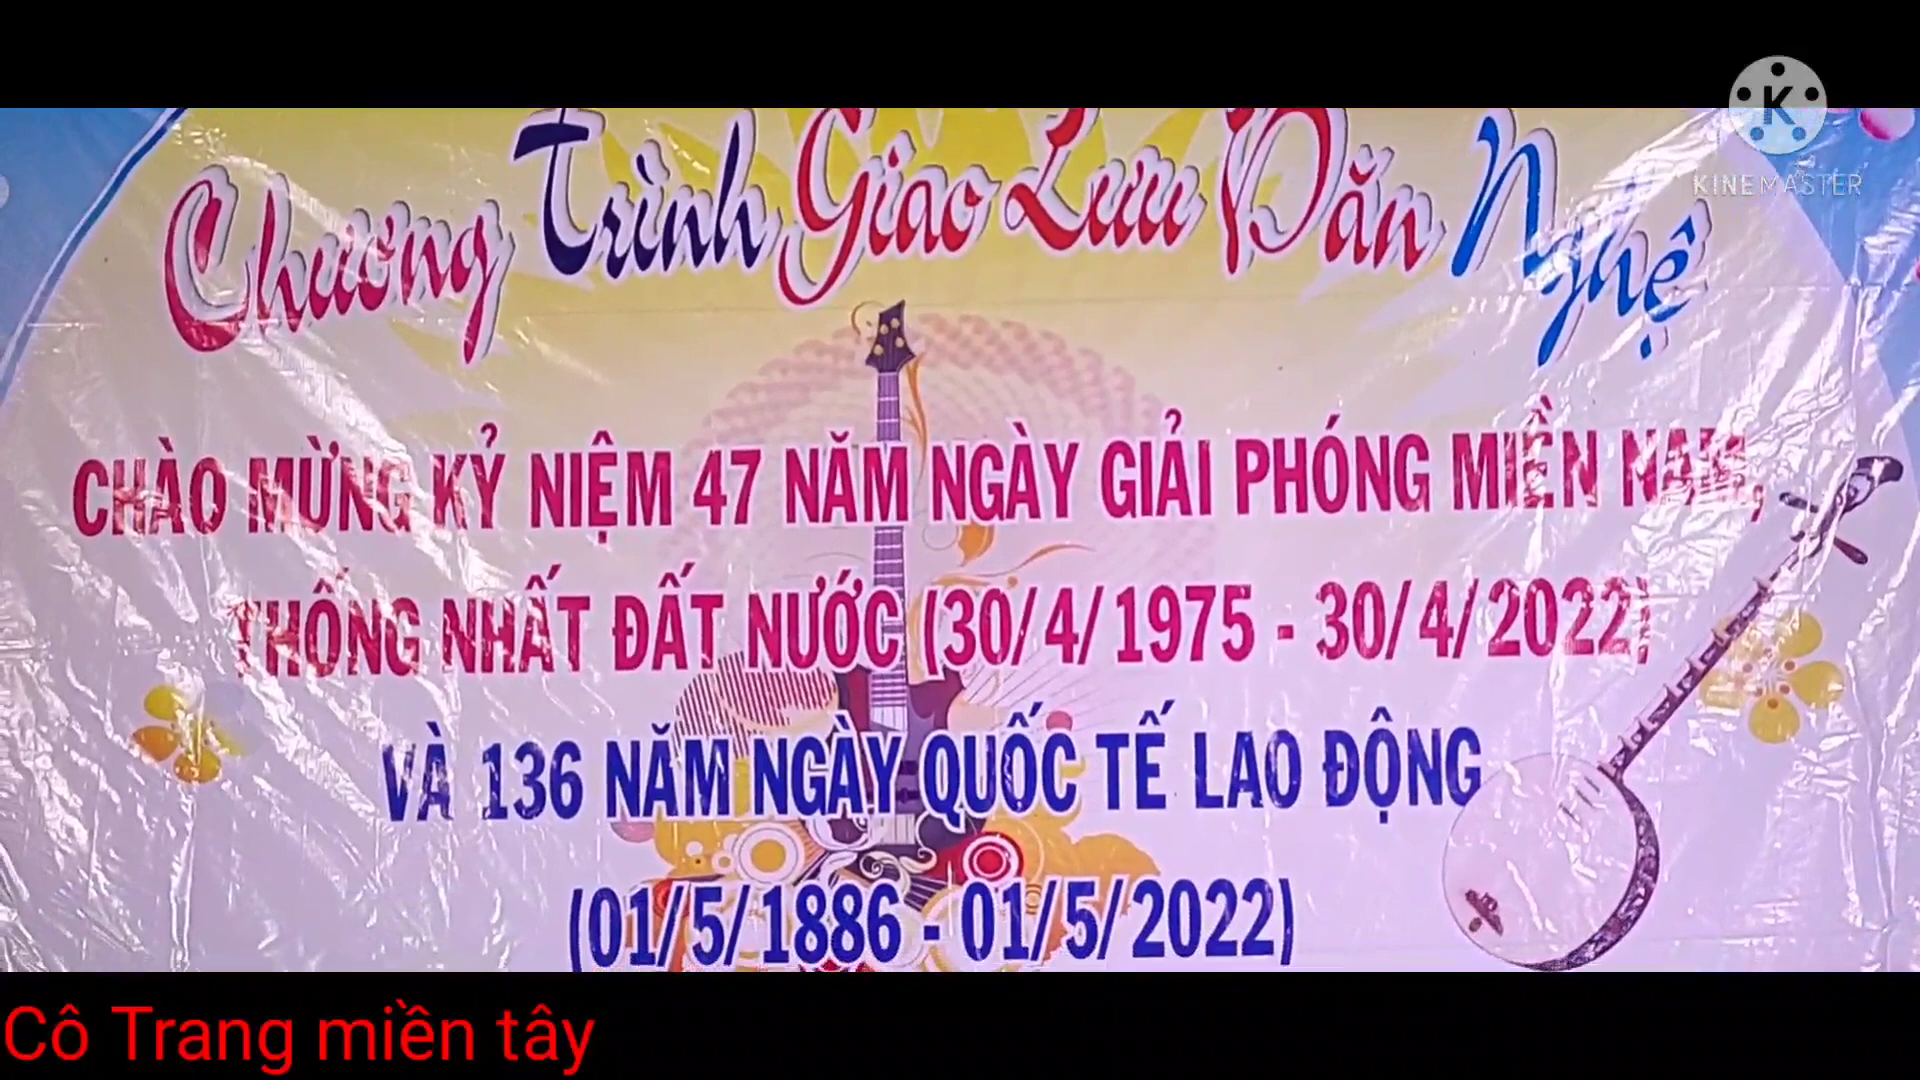 KINEMASTER
Chương Trình Giao Lưu Văn Nghệ
CHÀO MỪNG KỶ NIỆM 47 NĂM NGÀY GIẢI PHÓNG MIỀN NAM,
THỐNG NHẤT ĐẤT NƯỚC (30/4/1975 - 30/4/2022)
VÀ 136 NĂM NGÀY QUỐC TẾ LAO ĐỘNG
(01/5/1886 - 01/5/2022)
Cô Trang miền tây